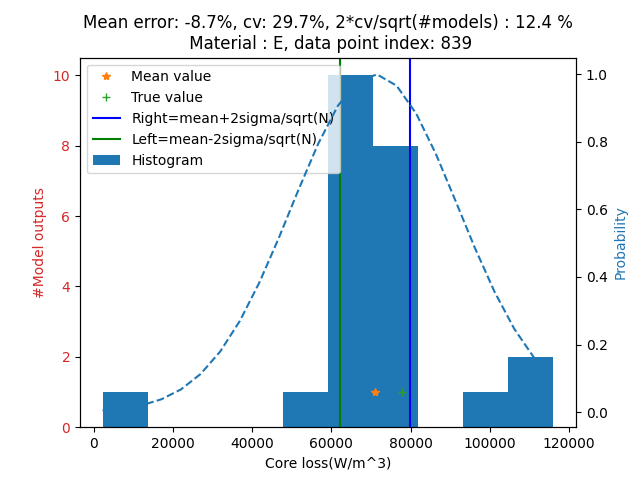 Mean error: -8.7%, cv: 29.7%, 2*cv/sqrt(#models) : 12.4 %
Material : E, data point index: 839
Mean value
True value
Right=mean+2sigma/sqrt(N)
Left=mean-2sigma/sqrt(N)
Histogram
#Model outputs
10
8
6
4
2
0
1.0
0.8
0.6
0.4
0.2
0.0
Probability
0 20000 40000 60000 80000 100000 120000
Core loss(W/m^3)